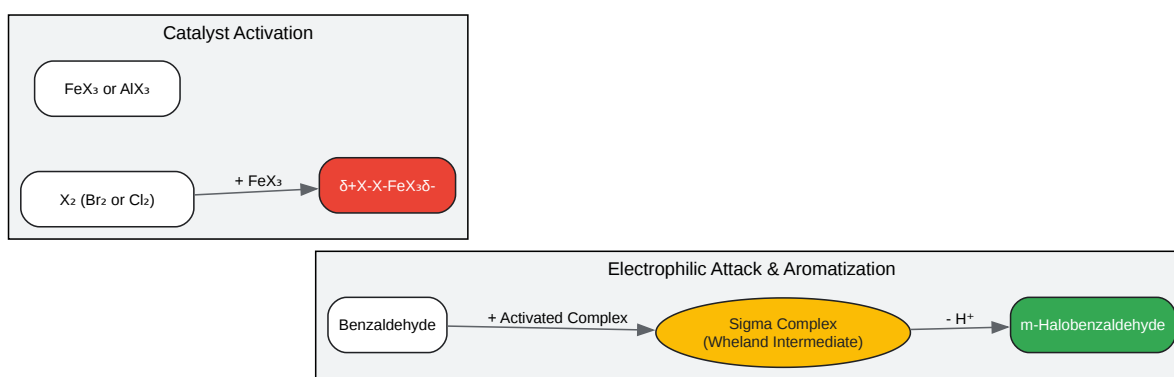 Catalyst Activation
FeX₃ or AlX₃
X₂ (Br₂ or Cl₂)
+ FeX₃
δ+X-X-FeX₃δ-
Electrophilic Attack & Aromatization
Benzaldehyde
+ Activated Complex
Sigma Complex
(Wheland Intermediate)
- H⁺
m-Halobenzaldehyde